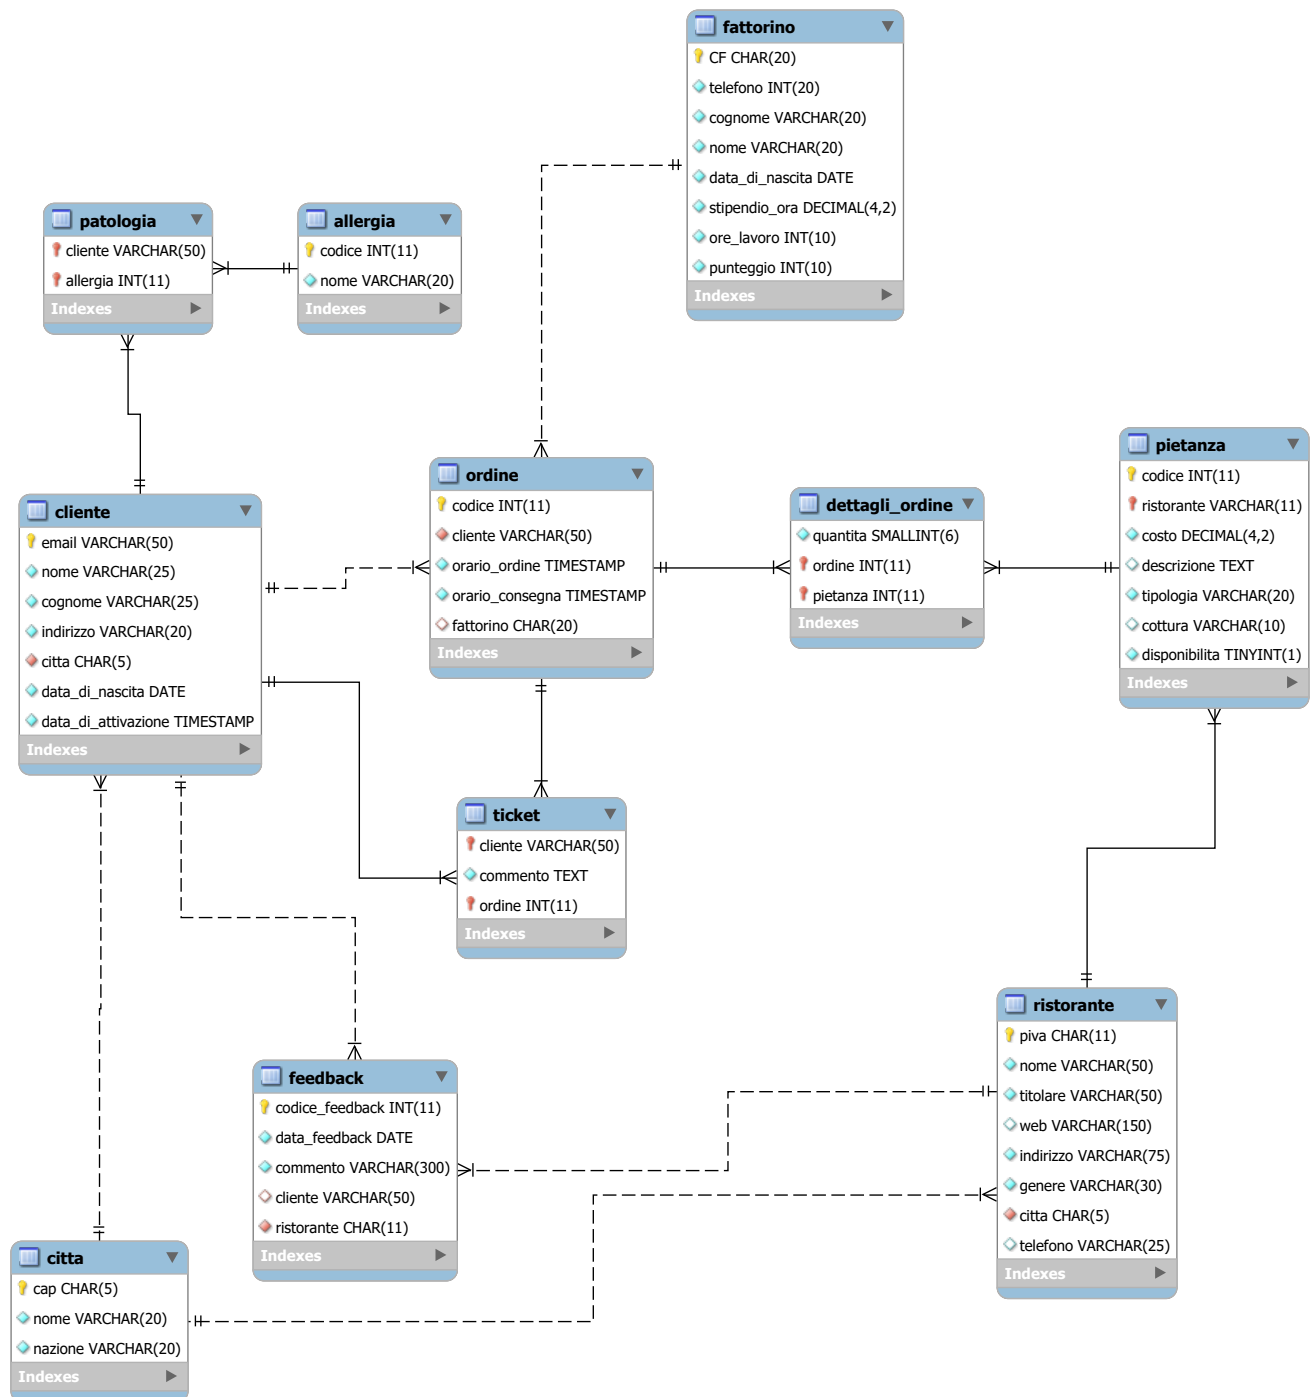 fattorino
CF CHAR(20)
telefono INT(20)
cognome VARCHAR(20)
nome VARCHAR(20)
data_di_nascita DATE
stipendio_ora DECIMAL(4,2)
ore_lavoro INT(10)
punteggio INT(10)
Indexes
patologia
cliente VARCHAR(50)
allergia INT(11)
Indexes
allergia
codice INT(11)
nome VARCHAR(20)
Indexes
cliente
email VARCHAR(50)
nome VARCHAR(25)
cognome VARCHAR(25)
indirizzo VARCHAR(20)
citta CHAR(5)
data_di_nascita DATE
data_di_attivazione TIMESTAMP
Indexes
ordine
codice INT(11)
cliente VARCHAR(50)
orario_ordine TIMESTAMP
orario_consegna TIMESTAMP
fattorino CHAR(20)
Indexes
dettagli_ordine
quantita SMALLINT(6)
ordine INT(11)
pietanza INT(11)
Indexes
pietanza
codice INT(11)
ristorante VARCHAR(11)
costo DECIMAL(4,2)
descrizione TEXT
tipologia VARCHAR(20)
cottura VARCHAR(10)
disponibilita TINYINT(1)
Indexes
ticket
cliente VARCHAR(50)
commento TEXT
ordine INT(11)
Indexes
feedback
codice_feedback INT(11)
data_feedback DATE
commento VARCHAR(300)
cliente VARCHAR(50)
ristorante CHAR(11)
Indexes
ristorante
piva CHAR(11)
nome VARCHAR(50)
titolare VARCHAR(50)
web VARCHAR(150)
indirizzo VARCHAR(75)
genere VARCHAR(30)
citta CHAR(5)
telefono VARCHAR(25)
Indexes
citta
cap CHAR(5)
nome VARCHAR(20)
nazione VARCHAR(20)
Indexes